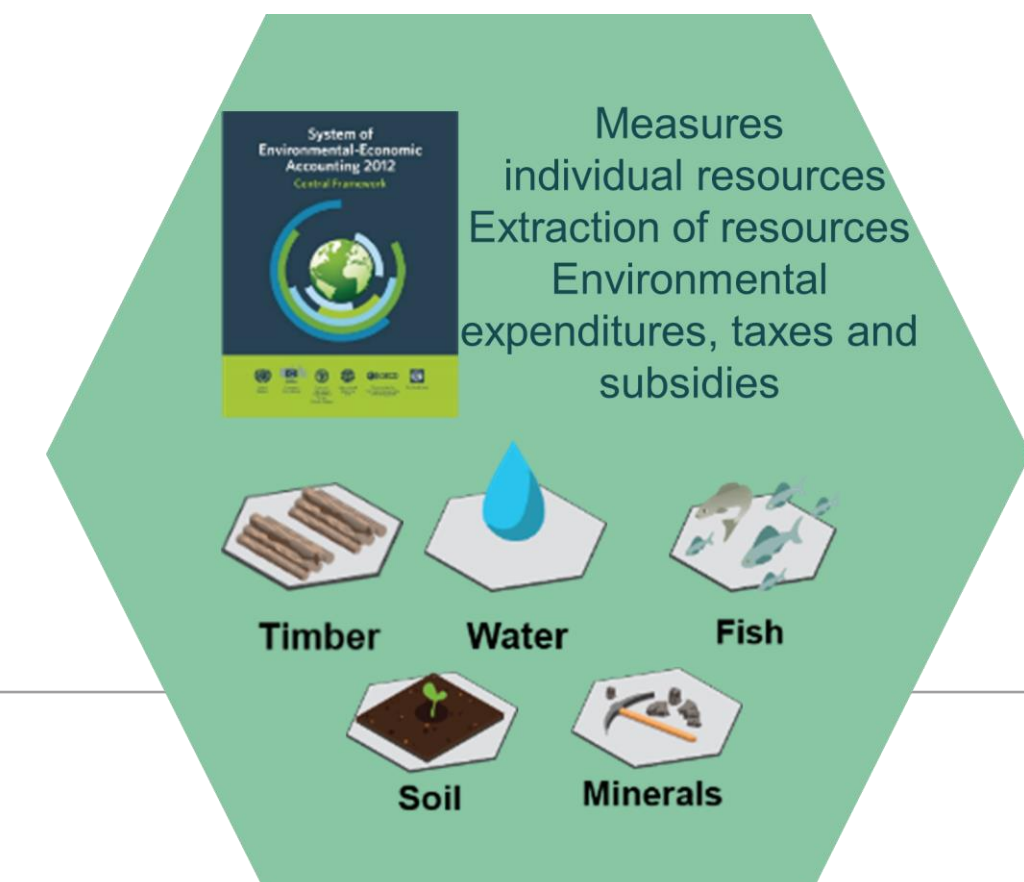 System of
Environmental-Economic
Accounting 2012
Central Framework
Measures
individual resources
Extraction of resources
Environmental
expenditures, taxes and
subsidies
Timber
Water
Fish
Soil
Minerals